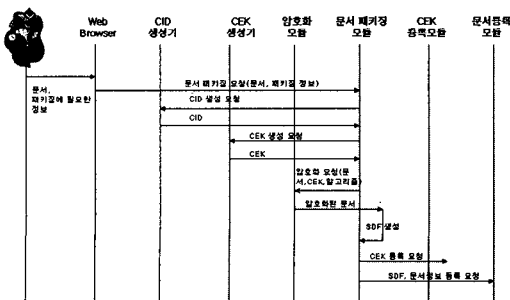 Web
Browser
CID
생성기
CEK
생성기
암호화
모듈
문서 패키징
모듈
CEK
등록모듈
문서등록
모듈
문서,
패키징에 필요한
정보
문서 패키징 요청(문서, 패키징 정보)
CID 생성 요청
CID
CEK 생성 요청
CEK
암호화 요청(문
서,CEK,알고리즘)
암호화된 문서
SDF 생성
CEK 등록 요청
SDF, 문서정보 등록 요청